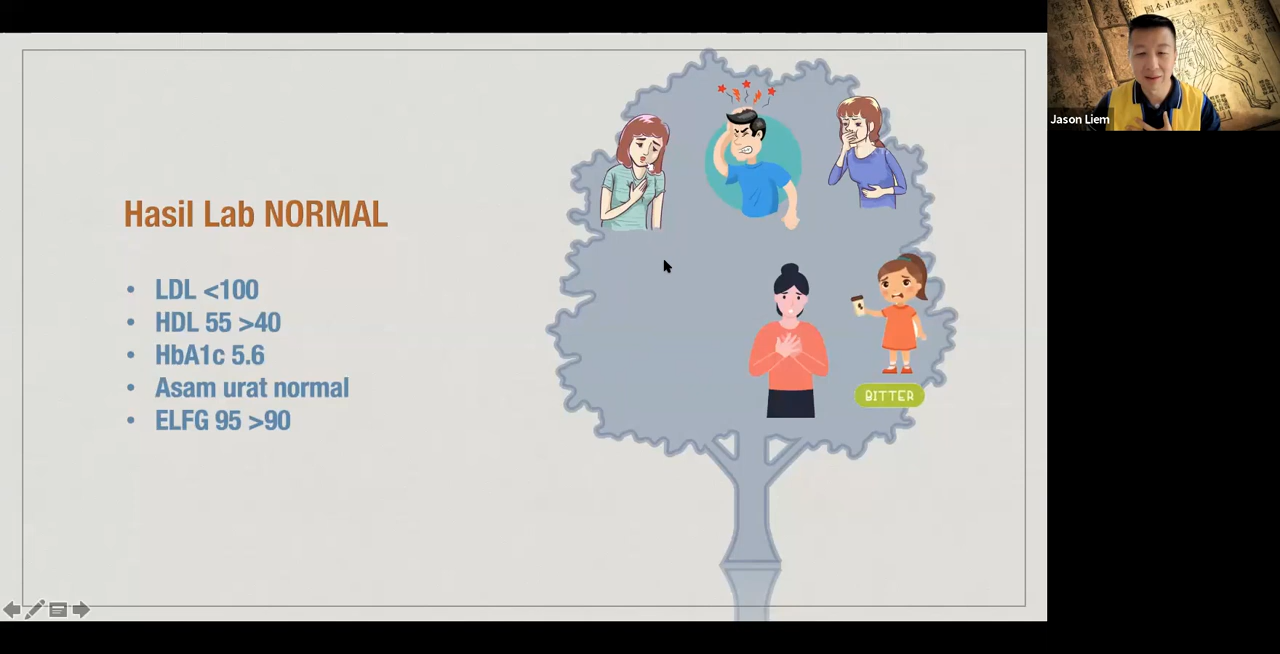 Hasil Lab NORMAL
• LDL <100
• HDL 55 >40
• HbA1c 5.6
• Asam urat normal
• ELFG 95 >90
BITTER
Jason Liem